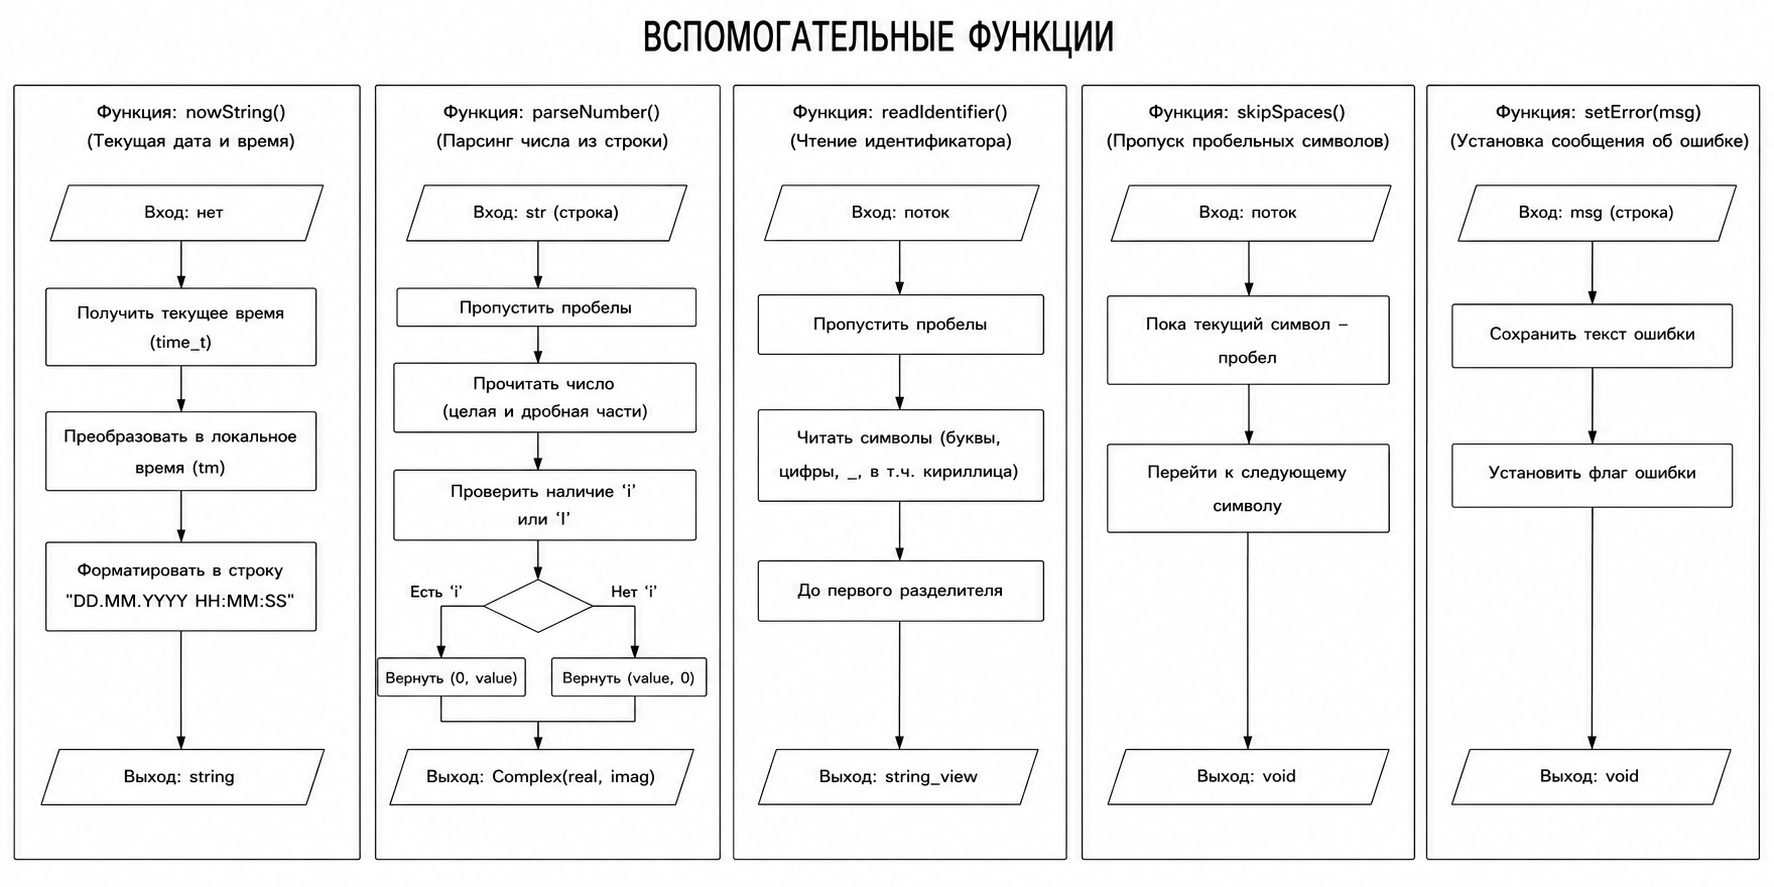 ВСПОМОГАТЕЛЬНЫЕ ФУНКЦИИ
Функция: nowString()
(Текущая дата и время)
Вход: нет
Получить текущее время
(time_t)
Преобразовать в локальное
время (tm)
Форматировать в строку
"DD.MM.YYYY HH:MM:SS"
Выход: string
Функция: parseNumber()
(Парсинг числа из строки)
Вход: str (строка)
Пропустить пробелы
Прочитать число
(целая и дробная части)
Проверить наличие ‘i’
или ‘I’
Есть ‘i’
Нет ‘i’
Вернуть (0, value)
Вернуть (value, 0)
Выход: Complex(real, imag)
Функция: readIdentifier()
(Чтение идентификатора)
Вход: поток
Пропустить пробелы
Читать символы (буквы,
цифры, _, в т.ч. кириллица)
До первого разделителя
Выход: string_view
Функция: skipSpaces()
(Пропуск пробельных символов)
Вход: поток
Пока текущий символ –
пробел
Перейти к следующему
символу
Выход: void
Функция: setError(msg)
(Установка сообщения об ошибке)
Вход: msg (строка)
Сохранить текст ошибки
Установить флаг ошибки
Выход: void